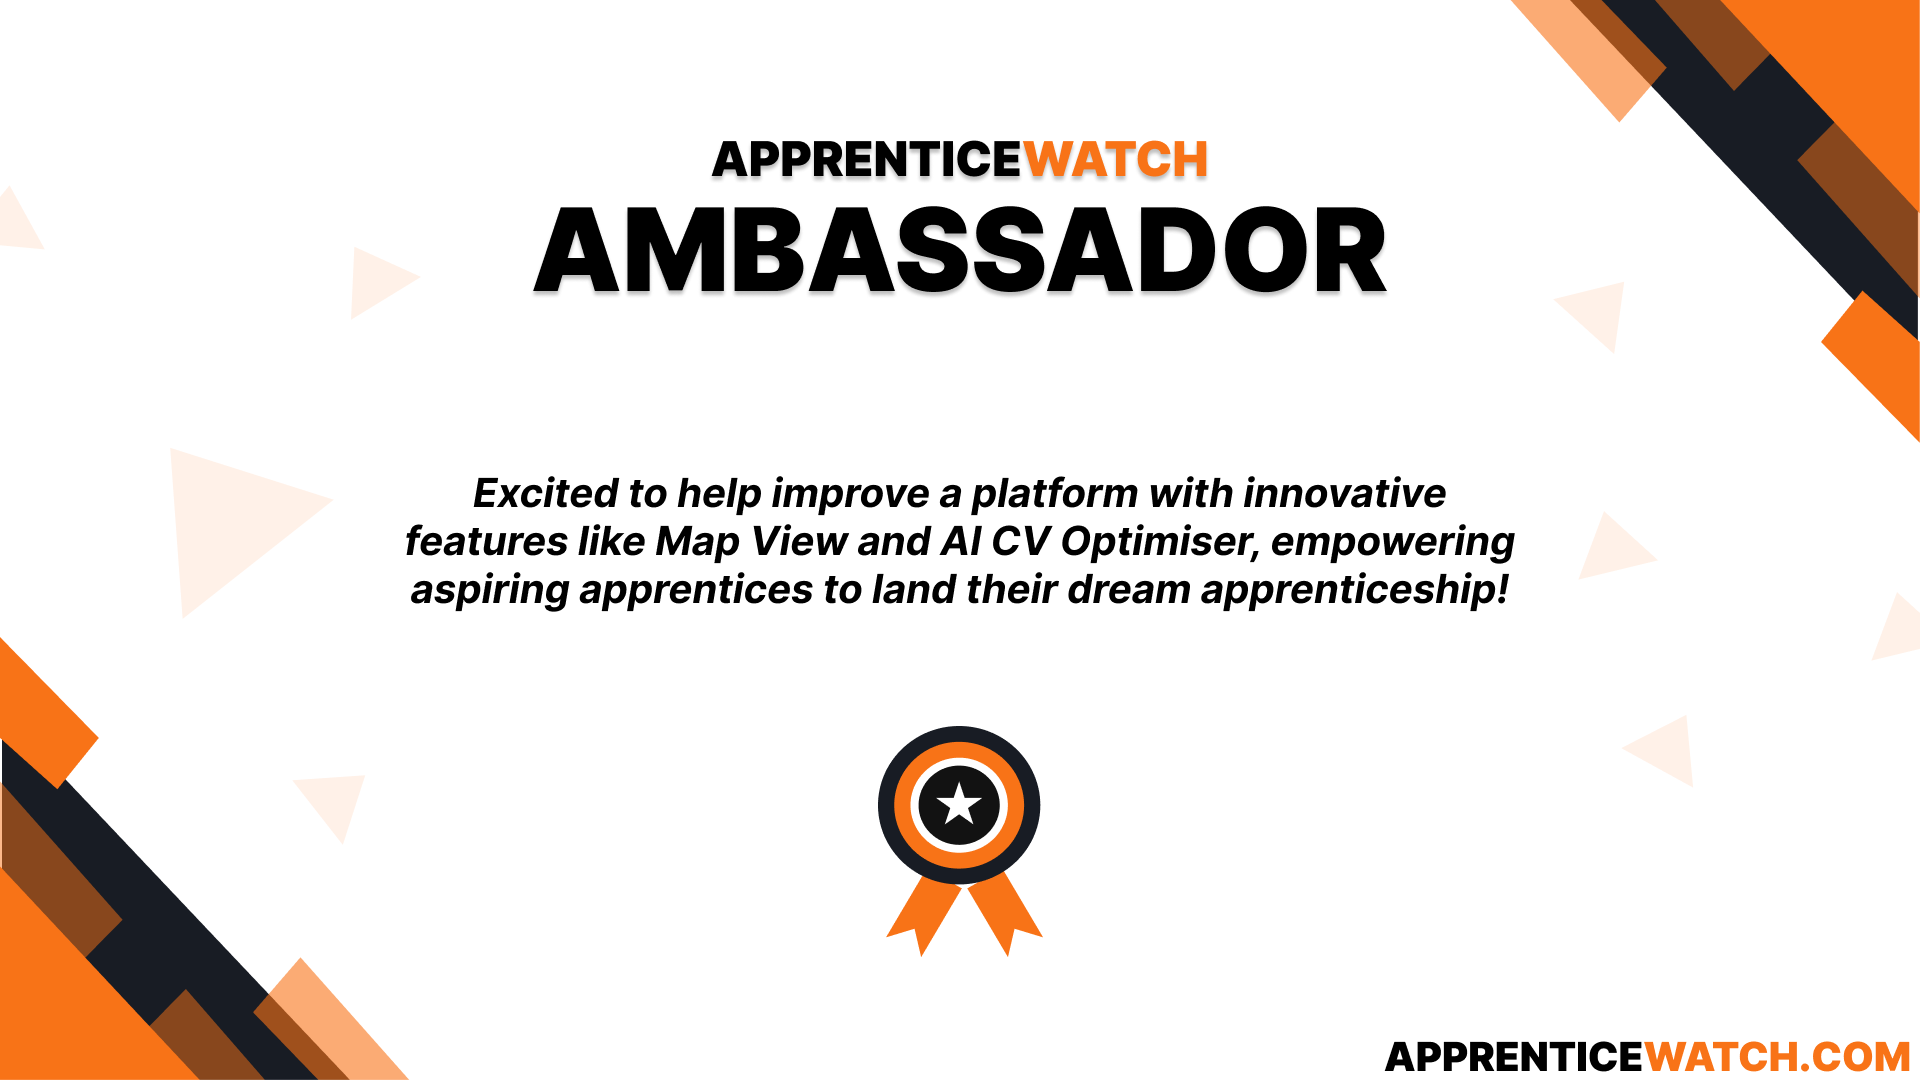 APPRENTICEWATCH
AMBASSADOR
Excited to help improve a platform with innovative
features like Map View and AI CV Optimiser, empowering
aspiring apprentices to land their dream apprenticeship!
APPRENTICEWATCH.COM